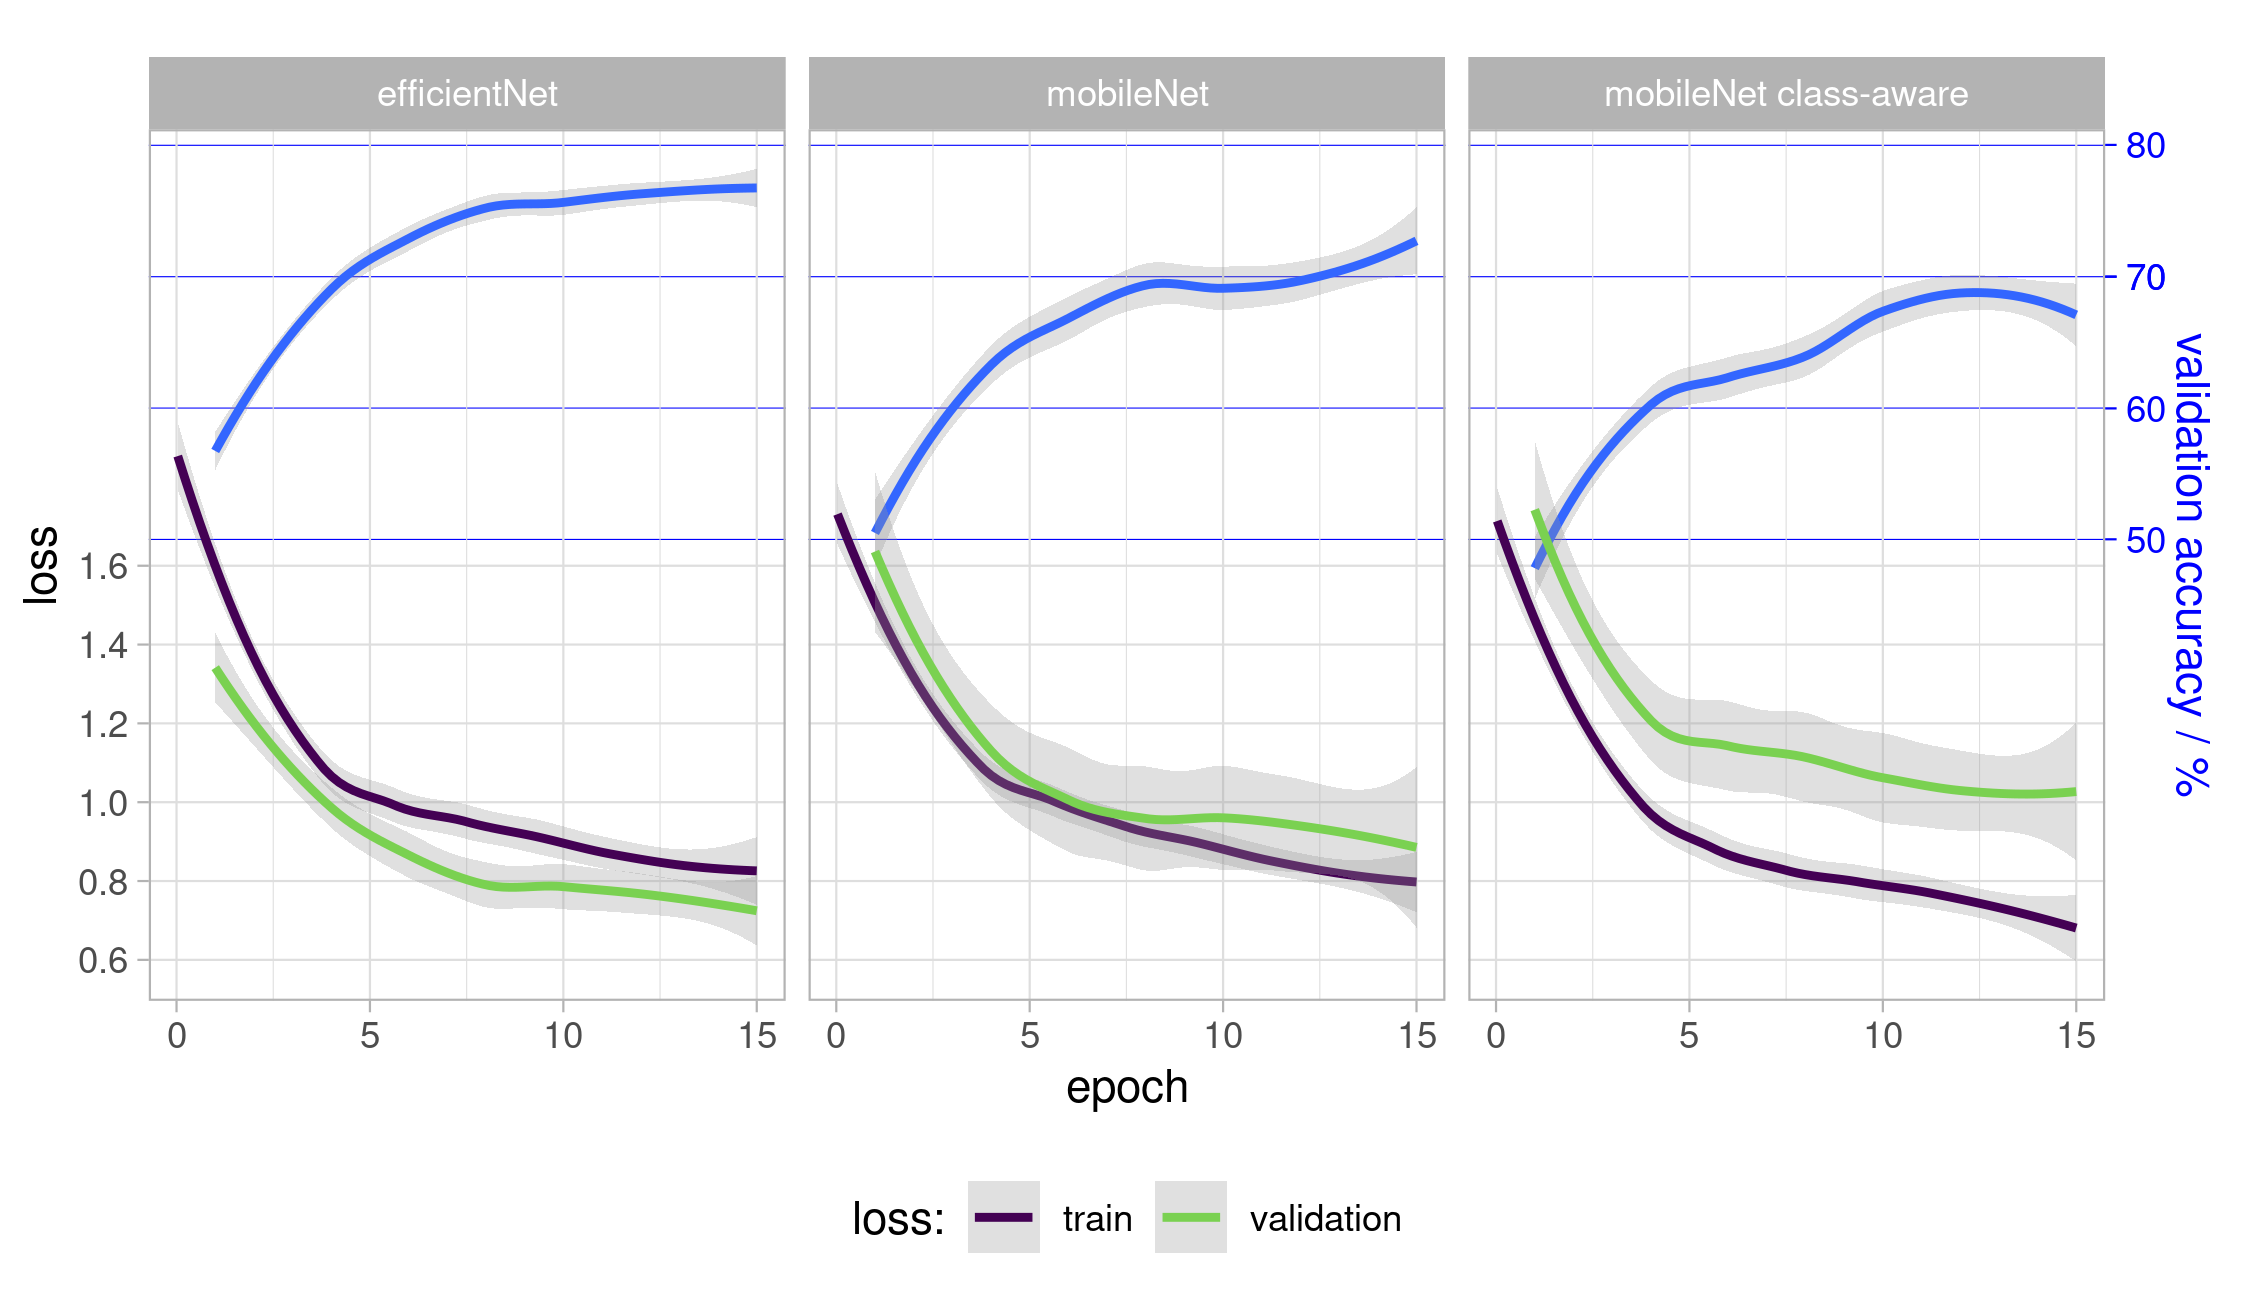 efficientNet
mobileNet
mobileNet class-aware
loss
1.6
1.4
1.2
1.0
0.8
0.6
80
70
60
50
validation accuracy / %
0 5 10 15
0 5 10 15
0 5 10 15
epoch
loss: train validation